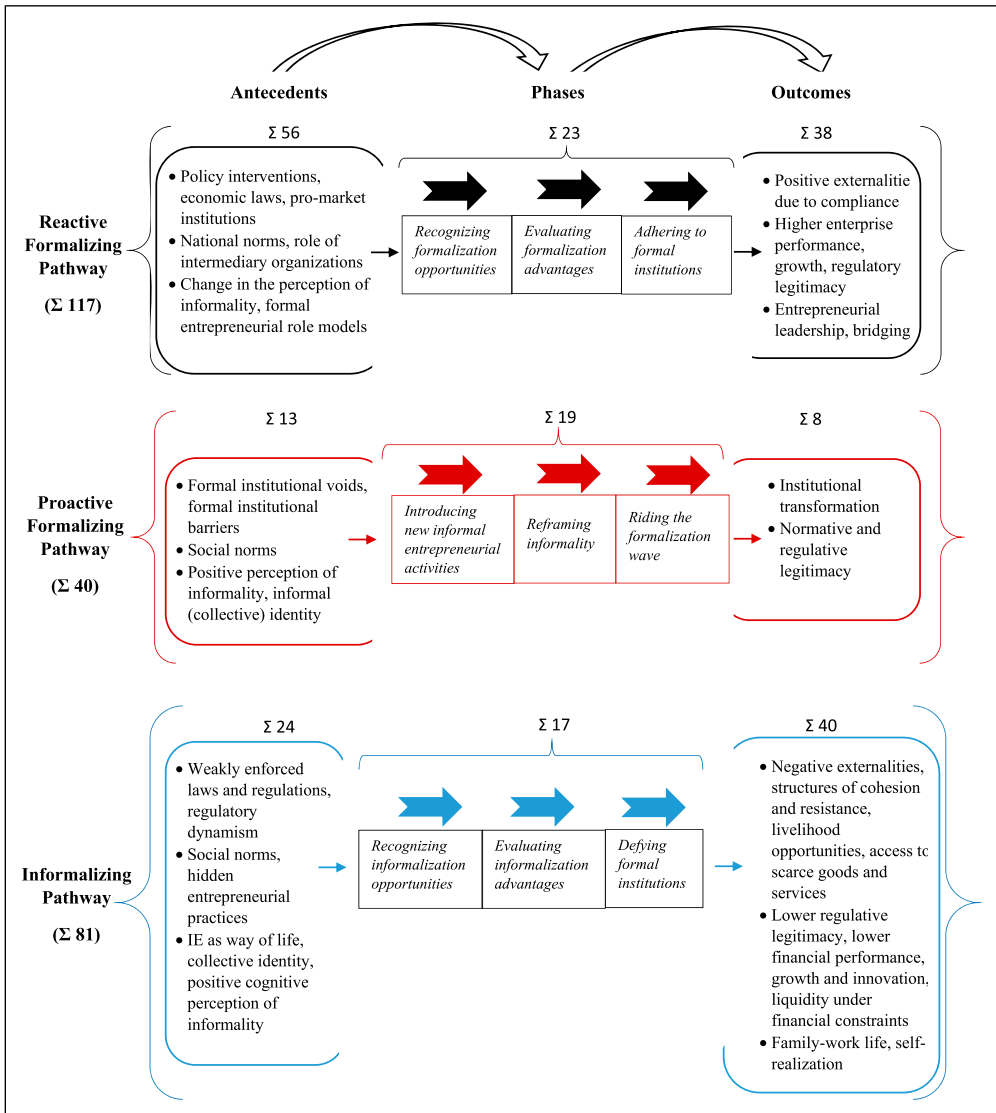 Antecedents
Phases
Outcomes
Reactive
Formalizing
Pathway
(Σ 117)
Σ 56
• Policy interventions,
economic laws, pro-market
institutions
• National norms, role of
intermediary organizations
• Change in the perception of
informality, formal
entrepreneurial role models
Σ 23
Recognizing
formalization
opportunities
Evaluating
formalization
advantages
Adhering to
formal
institutions
Σ 38
• Positive externalitie
due to compliance
• Higher enterprise
performance,
growth, regulatory
legitimacy
• Entrepreneurial
leadership, bridging
Proactive
Formalizing
Pathway
(Σ 40)
Σ 13
• Formal institutional voids,
formal institutional
barriers
• Social norms
• Positive perception of
informality, informal
(collective) identity
Σ 19
Introducing
new informal
entrepreneurial
activities
Reframing
informality
Riding the
formalization
wave
Σ 8
• Institutional
transformation
• Normative and
regulative
legitimacy
Informalizing
Pathway
(Σ 81)
Σ 24
• Weakly enforced
laws and regulations,
regulatory
dynamism
• Social norms,
hidden
entrepreneurial
practices
• IE as way of life,
collective identity,
positive cognitive
perception of
informality
Σ 17
Recognizing
informalization
opportunities
Evaluating
informalization
advantages
Defying
formal
institutions
Σ 40
• Negative externalities,
structures of cohesion
and resistance,
livelihood
opportunities, access to
scarce goods and
services
• Lower regulative
legitimacy, lower
financial performance,
growth and innovation,
liquidity under
financial constraints
• Family-work life, self-
realization